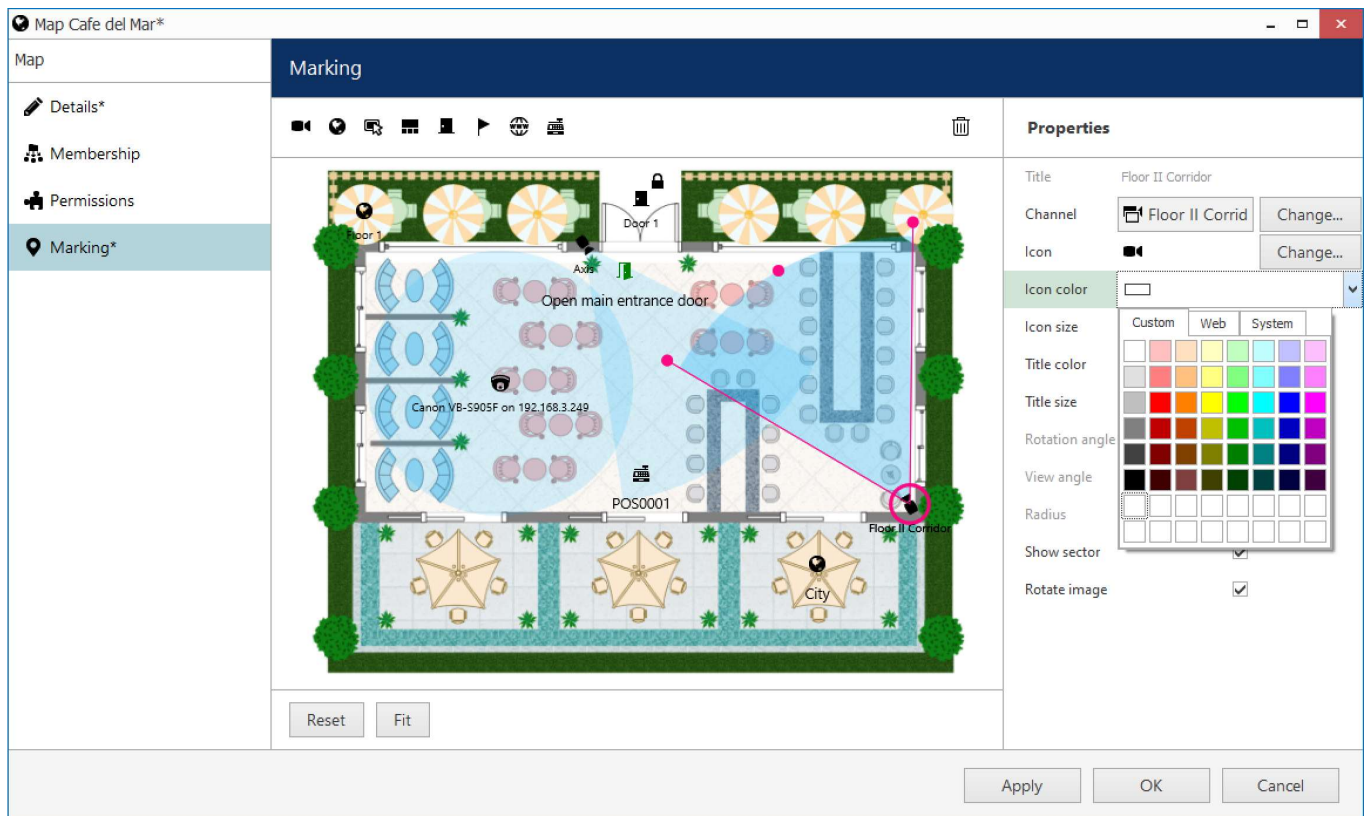 Map Cafe del Mar*
Map
Marking
Details*
Membership
Permissions
Marking*
WWW
Properties
Title Floor II Corridor
Channel Floor II Corrid Change...
Icon Change...
Icon color
Custom Web System
Icon size
Title color
Title size
Rotation angle
View angle
Radius
Show sector
Rotate image
Door 1
Floor 1
Axis
Open main entrance door
Canon VB-S905F on 192.168.3.249
POS0001
Floor II Corridor
City
Reset Fit
Apply OK Cancel